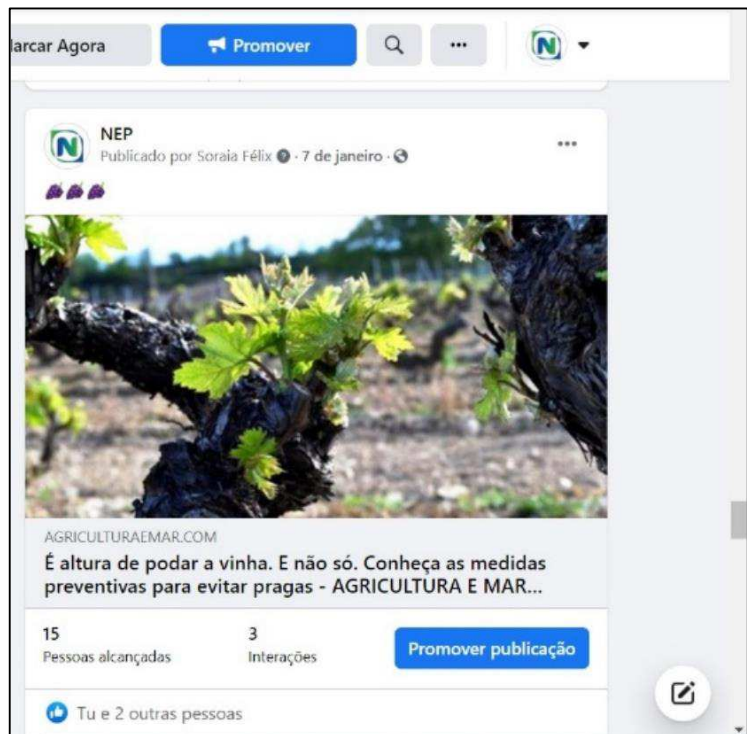 arcar Agora
Promover
NEP
Publicado por Soraia Félix · 7 de janeiro ·
AGRICULTURAEMAR.COM
É altura de podar a vinha. E não só. Conheça as medidas
preventivas para evitar pragas - AGRICULTURA E MAR...
15
Pessoas alcançadas
3
Interações
Promover publicação
Tu e 2 outras pessoas